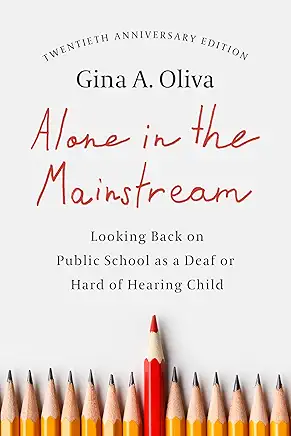 TWENTIETH ANNIVERSARY EDITION
Gina A. Oliva
Alone in the
Mainstream
Looking Back on
Public School as a Deaf or
Hard of Hearing Child